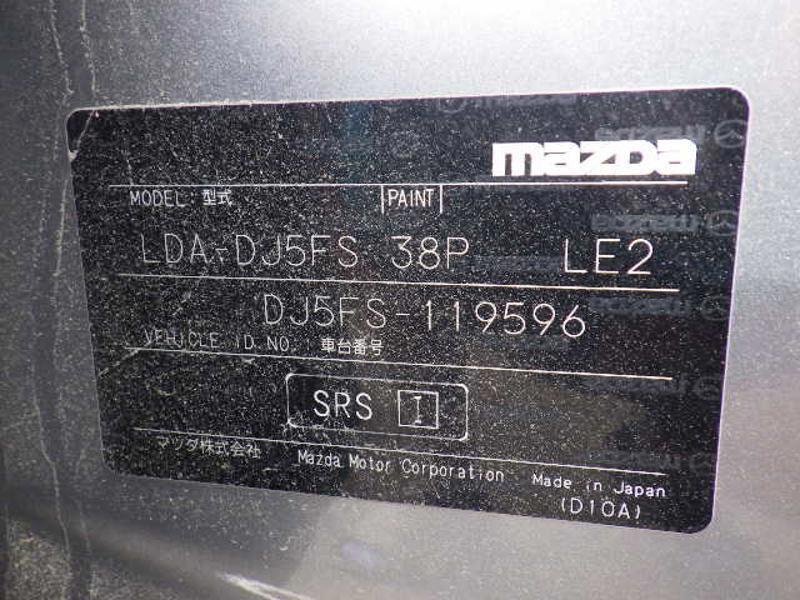 mazda
MODEL:型式 PAINT
LDA-DJ5FS 38P LE2
DJ5FS-119596
VEHICLE ID.NO. 車台番号
SRS I
マツダ株式会社 Mazda Motor Corporation Made in Japan
(D10A)